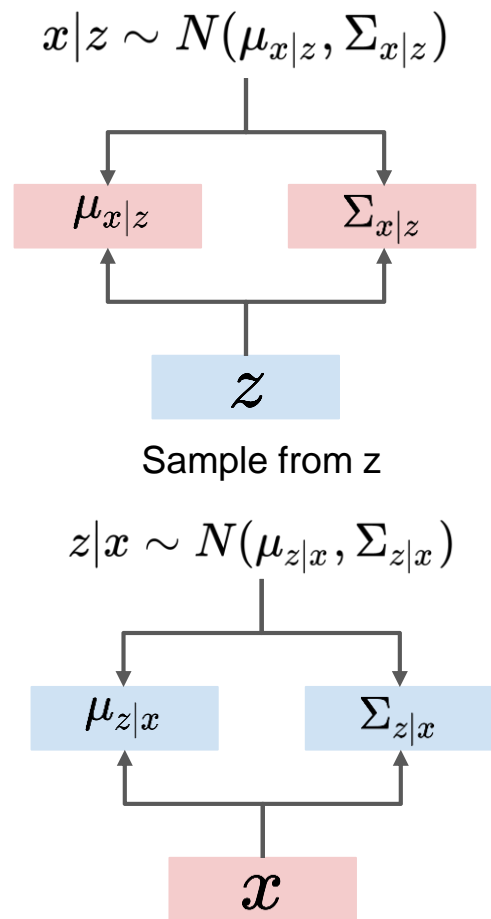 x|z ∼ N(μ_{x|z}, Σ_{x|z})
μ_{x|z} Σ_{x|z}
z
Sample from z
z|x ∼ N(μ_{z|x}, Σ_{z|x})
μ_{z|x} Σ_{z|x}
x